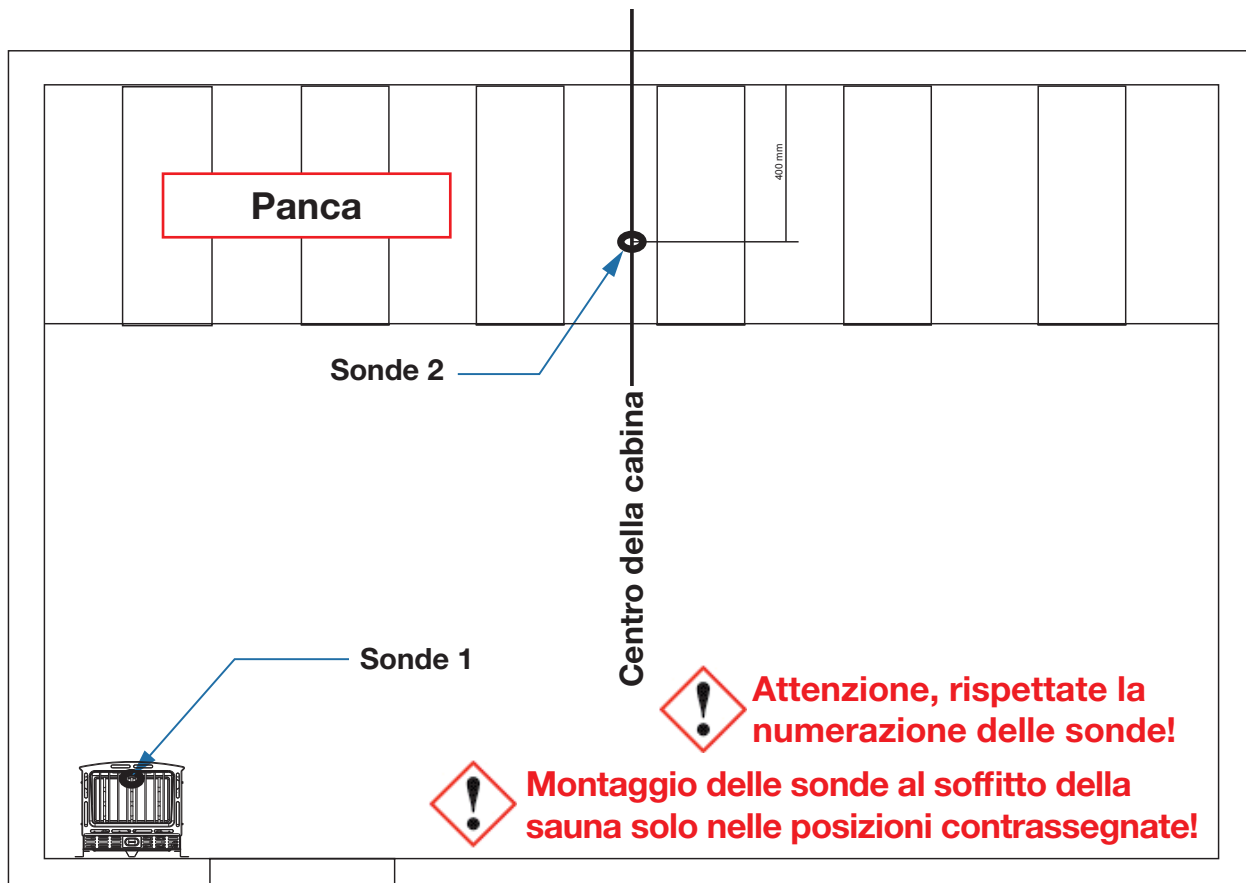 400 mm
Panca
Sonde 2
Centro della cabina
Sonde 1
Attenzione, rispettate la
numerazione delle sonde!
Montaggio delle sonde al soffitto della
sauna solo nelle posizioni contrassegnate!